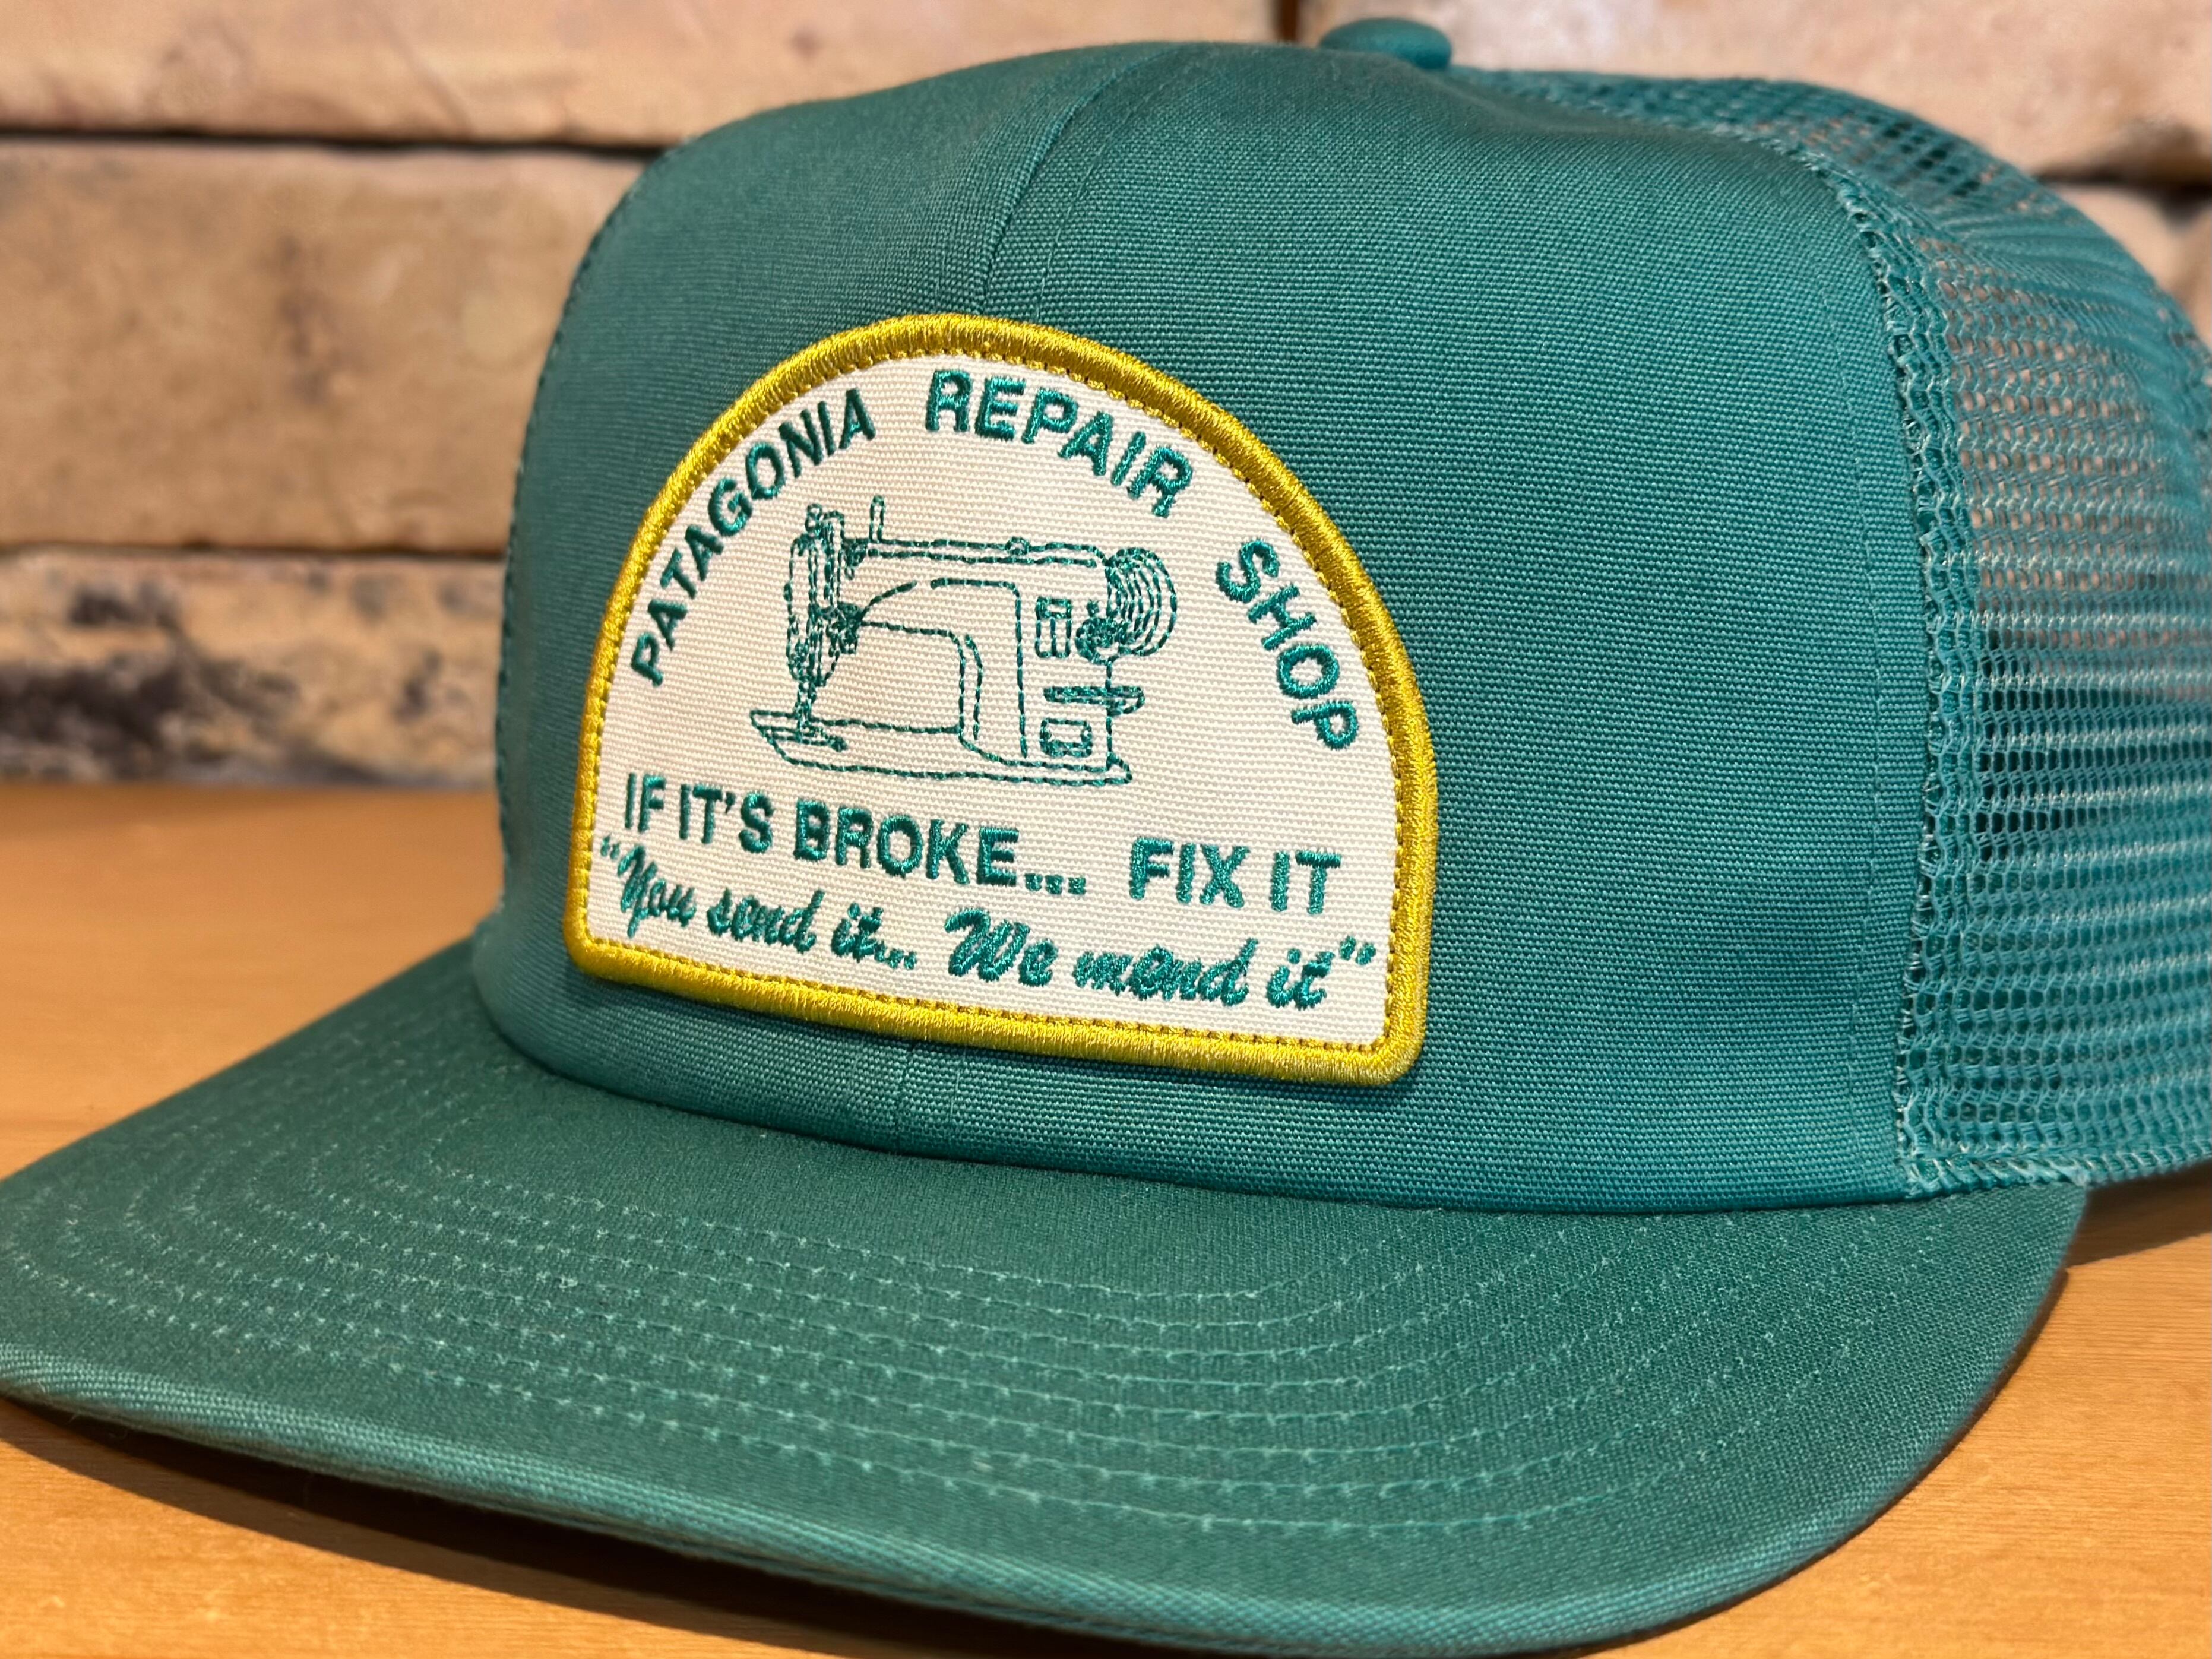 PATAGONIA REPAIR SHOP
IF IT'S BROKE... FIX IT
"You send it... We mend it"